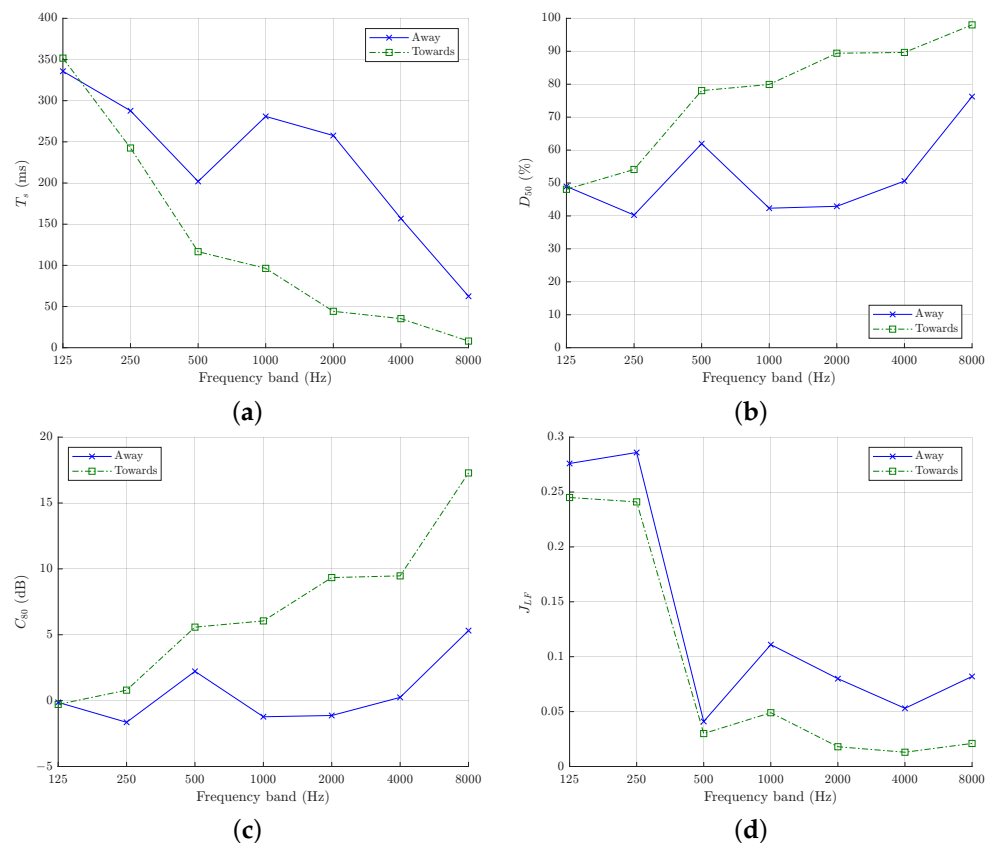 400
350
300
250
200
150
100
50
0
T_s (ms)
Away
Towards
125 250 500 1000 2000 4000 8000
Frequency band (Hz)
(a)
100
90
80
70
60
50
40
30
20
10
0
D_50 (%)
Away
Towards
125 250 500 1000 2000 4000 8000
Frequency band (Hz)
(b)
20
15
10
5
0
−5
C_80 (dB)
Away
Towards
125 250 500 1000 2000 4000 8000
Frequency band (Hz)
(c)
0.3
0.25
0.2
0.15
0.1
0.05
0
J_LF
Away
Towards
125 250 500 1000 2000 4000 8000
Frequency band (Hz)
(d)